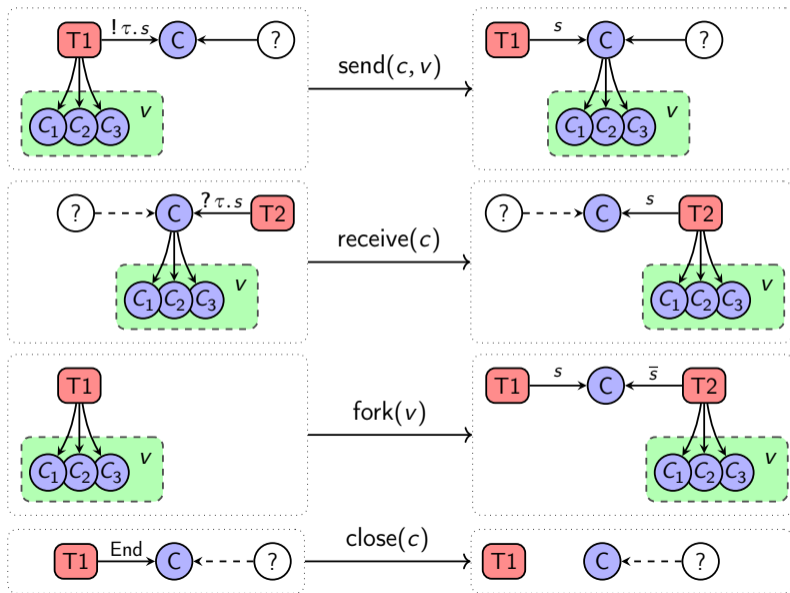 T1 ! τ . s C ? send(c, v) T1 s C ?
C1 C2 C3 v C1 C2 C3 v
? C ? τ . s T2 receive(c) ? C s T2
C1 C2 C3 v C1 C2 C3 v
T1 fork(v) T1 s C s̅ T2
C1 C2 C3 v C1 C2 C3 v
T1 End C ? close(c) T1 C ?